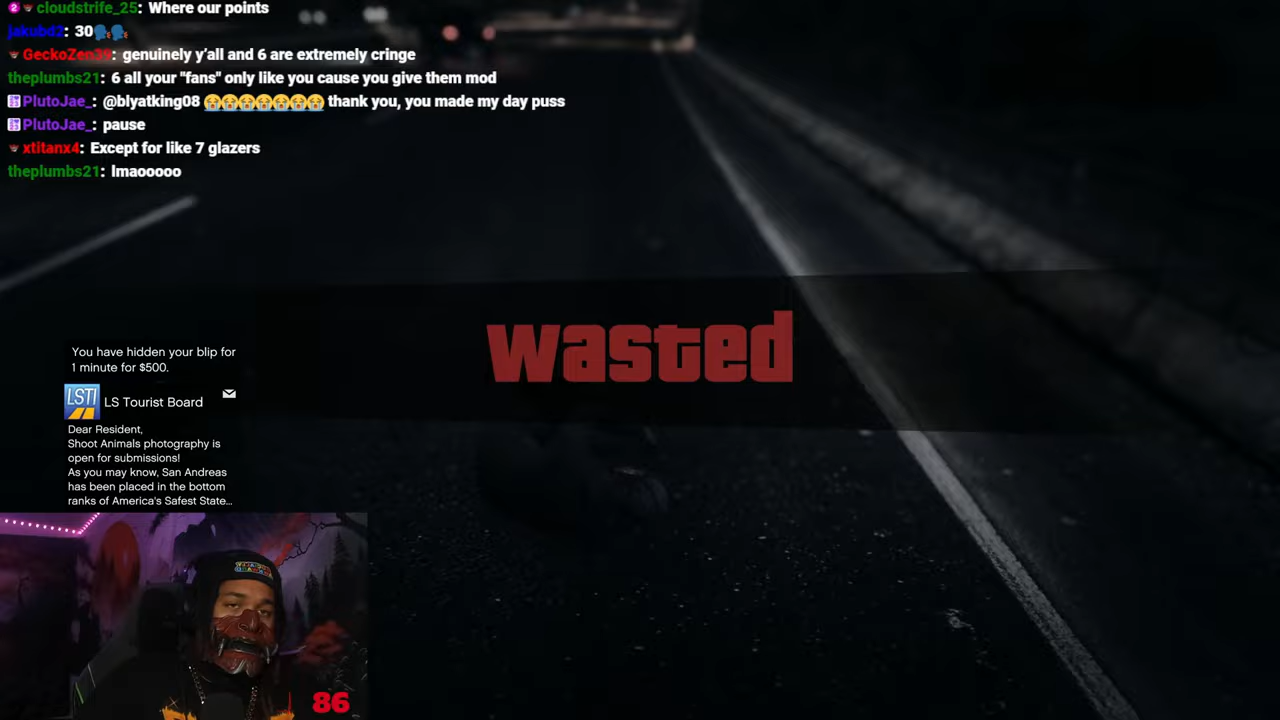 2 cloudstrife_25: Where our points
jakubd2: 30🗣️🗣️
GeckoZen39: genuinely y'all and 6 are extremely cringe
theplumbs21: 6 all your "fans" only like you cause you give them mod
PlutoJae_: @blyatking08 😭😭😭😭😭😭😭 thank you, you made my day puss
PlutoJae_: pause
xtitanx4: Except for like 7 glazers
theplumbs21: lmaooooo
wasted
You have hidden your blip for
1 minute for $500.
LSTI
LS Tourist Board
Dear Resident,
Shoot Animals photography is
open for submissions!
As you may know, San Andreas
has been placed in the bottom
ranks of America's Safest State...
86